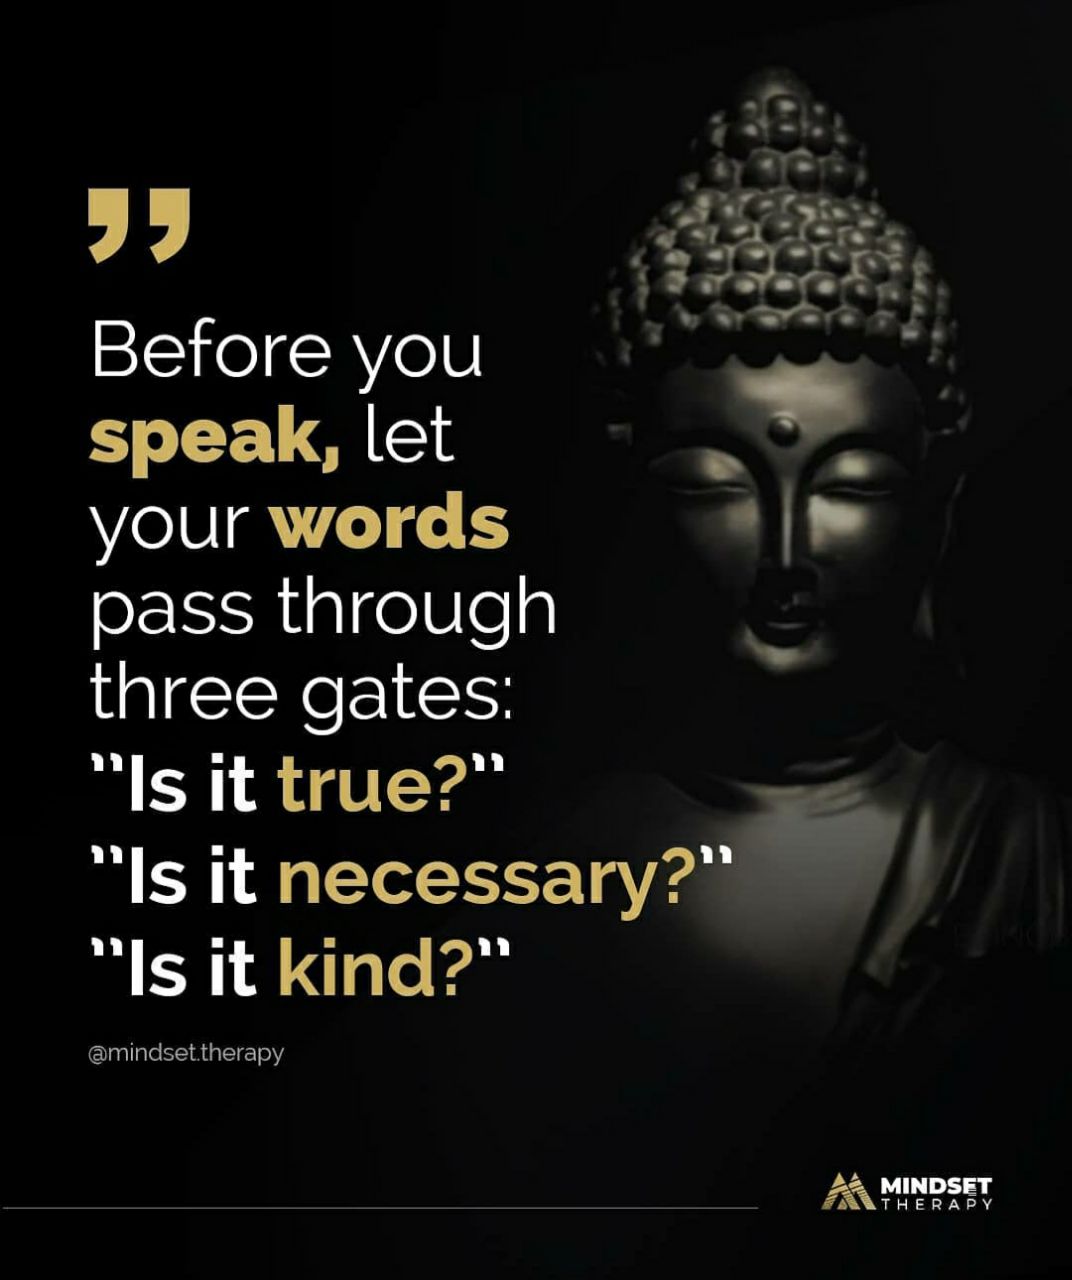 ”
Before you
speak, let
your words
pass through
three gates:
"Is it true?"
"Is it necessary?"
"Is it kind?"
@mindset.therapy
MINDSET
THERAPY